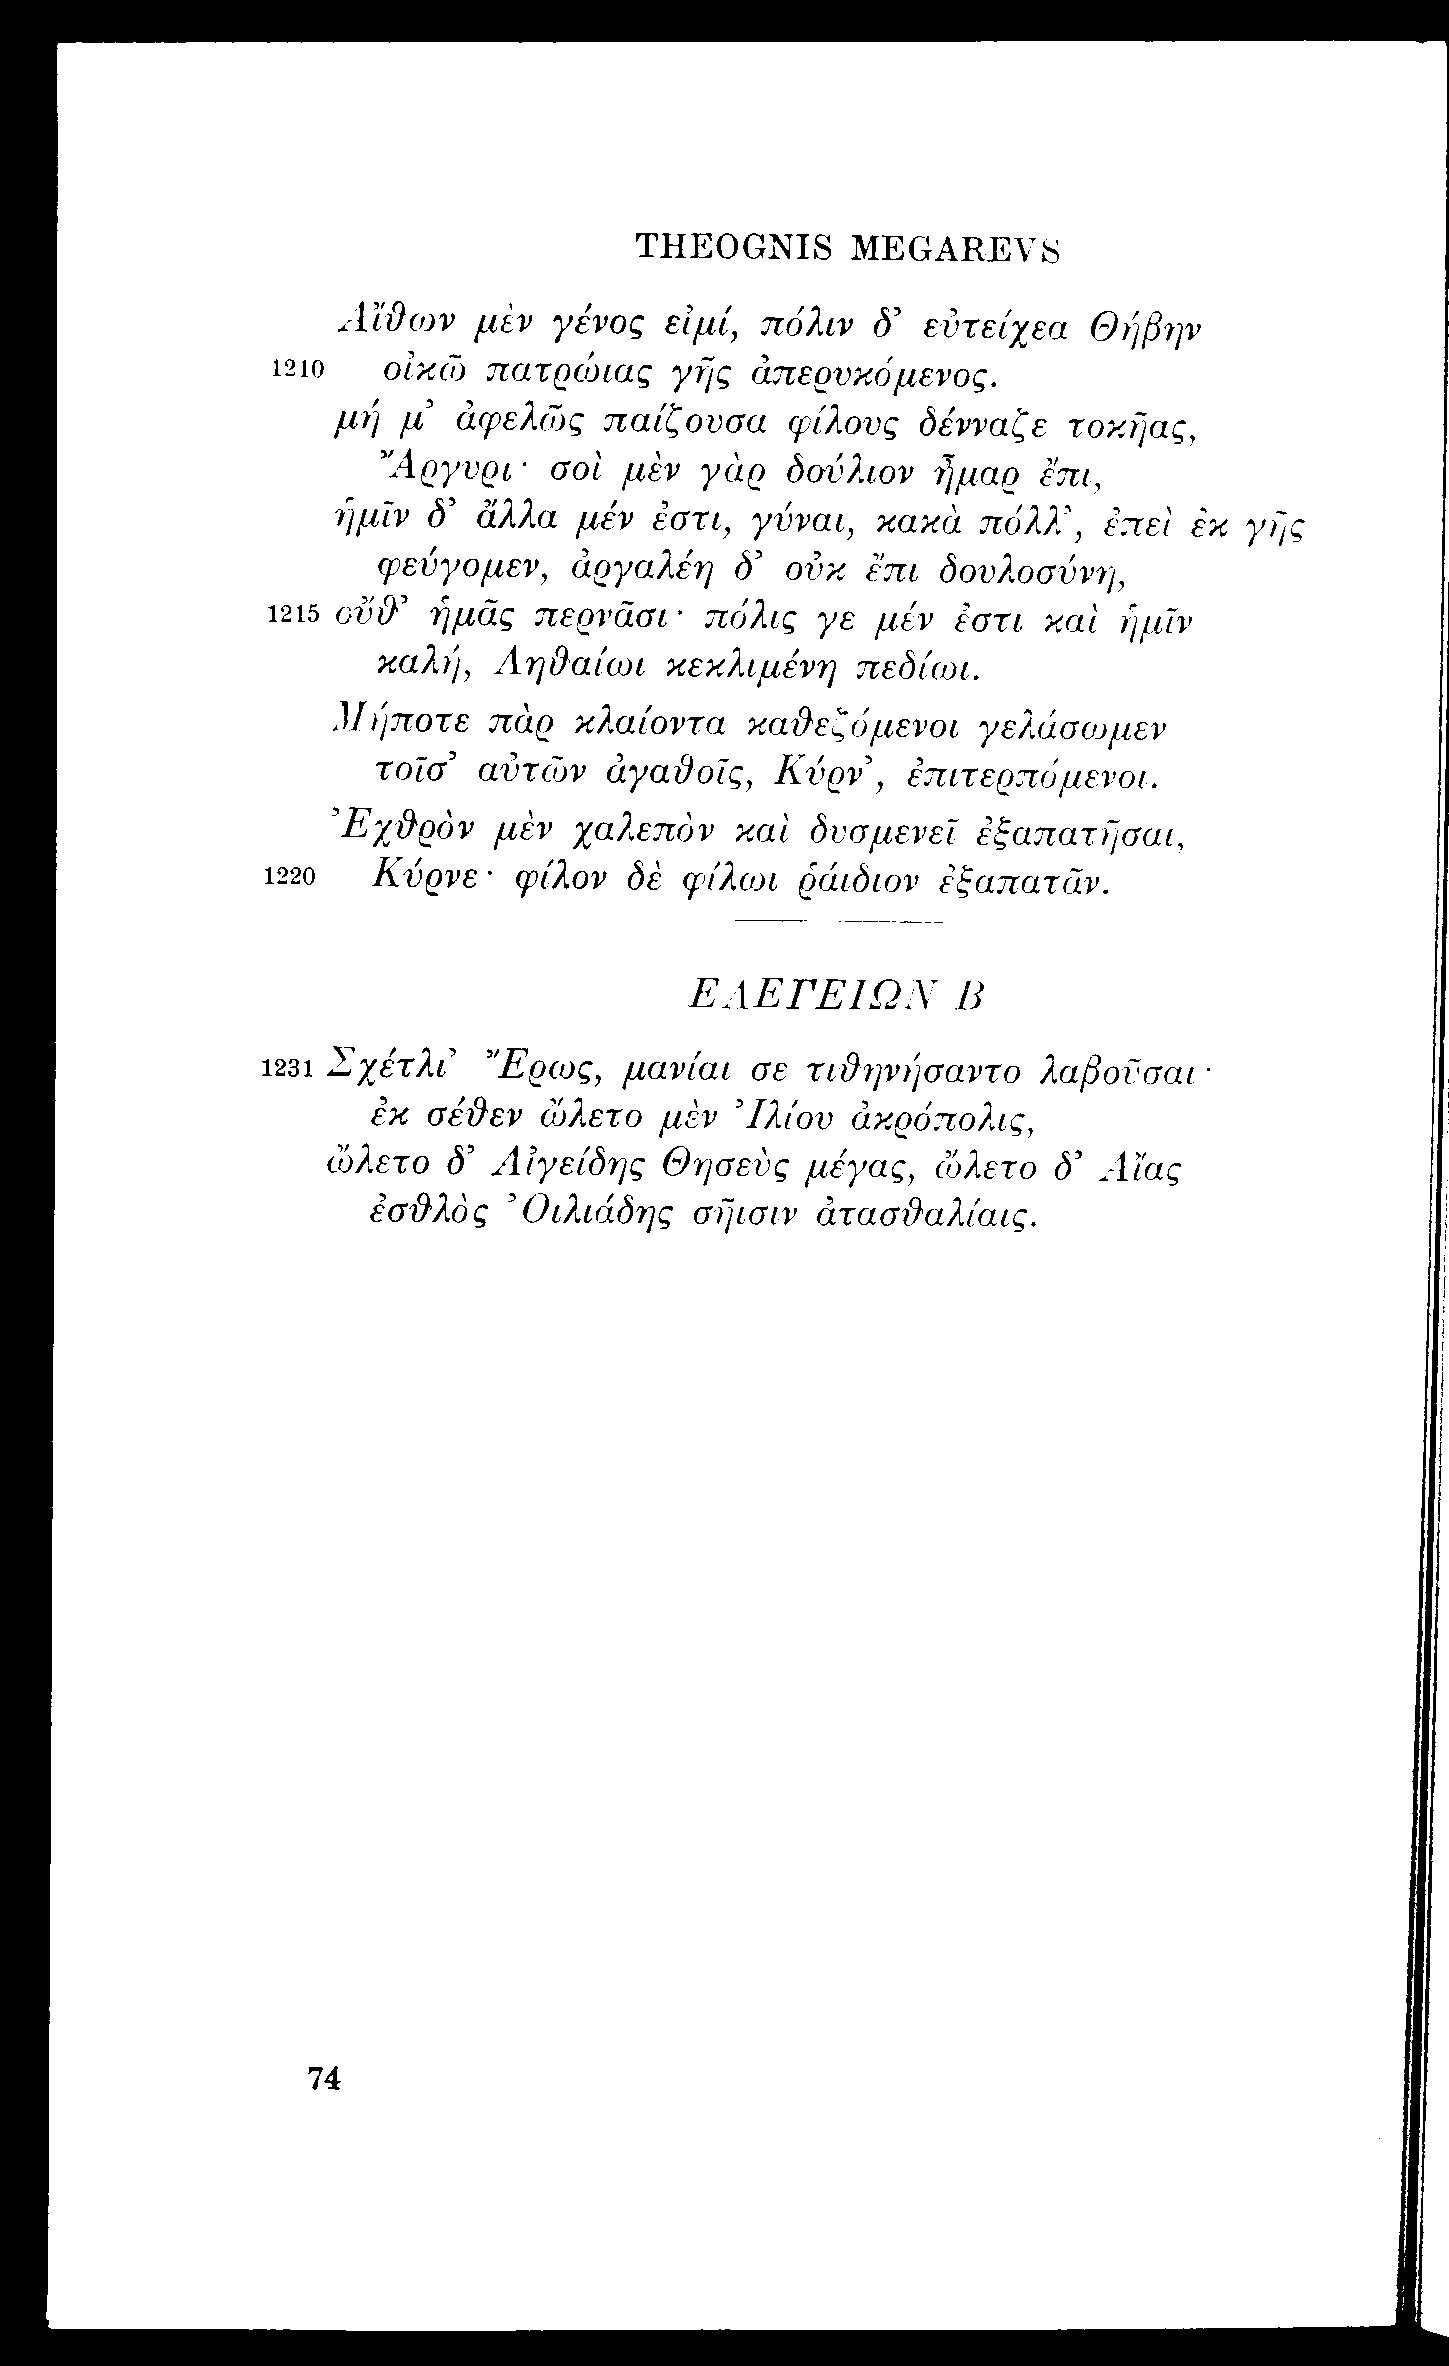 THEOGNIS MEGAREVS
Αἴθων μὲν γένος εἰμί, πόλιν δ’ εὐτείχεα Θήβην
1210 οἰκῶ πατρώιας γῆς ἀπερυκόμενος.
μή μ’ ἀφελῶς παίζουσα φίλους δένναζε τοκῆας,
Ἄργυρι· σοὶ μὲν γὰρ δούλιον ἦμαρ ἔπι,
ἡμῖν δ’ ἄλλα μέν ἐστι, γύναι, κακὰ πόλλ’, ἐπεὶ ἐκ γῆς
φεύγομεν, ἀργαλέη δ’ οὐκ ἔπι δουλοσύνη,
1215 οὔθ’ ἡμᾶς περνᾶσι· πόλις γε μέν ἐστι καὶ ἡμῖν
καλή, Ληθαίωι κεκλιμένη πεδίωι.
Μήποτε πὰρ κλαίοντα καθεζόμενοι γελάσωμεν
τοῖσ’ αὐτῶν ἀγαθοῖς, Κύρν’, ἐπιτερπόμενοι.
Ἐχθρὸν μὲν χαλεπὸν καὶ δυσμενεῖ ἐξαπατῆσαι,
1220 Κύρνε· φίλον δὲ φίλωι ῥάιδιον ἐξαπατᾶν.
ΕΛΕΓΕΙΩΝ Β
1231 Σχέτλι’ Ἔρως, μανίαι σε τιθηνήσαντο λαβοῦσαι·
ἐκ σέθεν ὤλετο μὲν Ἰλίου ἀκρόπολις,
ὤλετο δ’ Αἰγείδης Θησεὺς μέγας, ὤλετο δ’ Αἴας
ἐσθλὸς Ὀιλιάδης σῆισιν ἀτασθαλίαις.
74